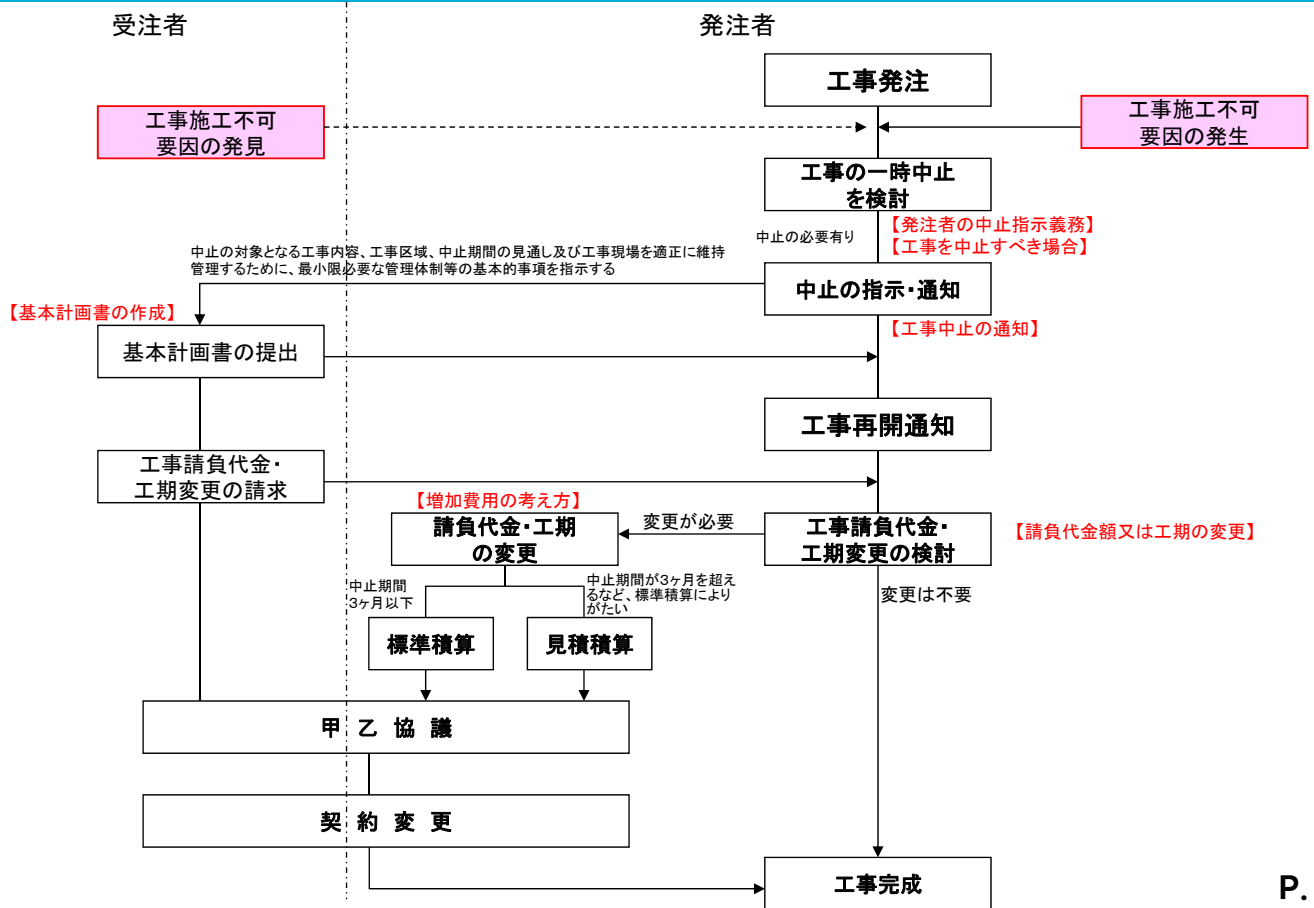 受注者
発注者
工事発注
工事施工不可
要因の発見
工事施工不可
要因の発生
工事の一時中止
を検討
【発注者の中止指示義務】
【工事を中止すべき場合】
中止の必要有り
中止の対象となる工事内容、工事区域、中止期間の見通し及び工事現場を適正に維持
管理するために、最小限必要な管理体制等の基本的事項を指示する
中止の指示・通知
【基本計画書の作成】
【工事中止の通知】
基本計画書の提出
工事再開通知
工事請負代金・
工期変更の請求
【増加費用の考え方】
請負代金・工期
の変更
変更が必要
工事請負代金・
工期変更の検討
【請負代金額又は工期の変更】
中止期間
3ヶ月以下
中止期間が3ヶ月を超え
るなど、標準積算により
がたい
変更は不要
標準積算
見積積算
甲乙協議
契約変更
工事完成
P.